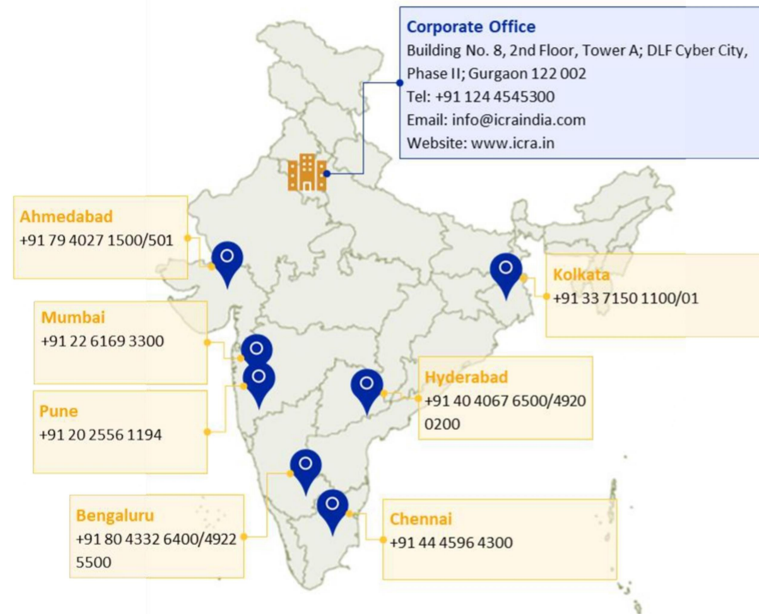 Corporate Office
Building No. 8, 2nd Floor, Tower A; DLF Cyber City,
Phase II; Gurgaon 122 002
Tel: +91 124 4545300
Email: info@icraindia.com
Website: www.icra.in
Ahmedabad
+91 79 4027 1500/501
Kolkata
+91 33 7150 1100/01
Mumbai
+91 22 6169 3300
Hyderabad
+91 40 4067 6500/4920
0200
Pune
+91 20 2556 1194
Bengaluru
+91 80 4332 6400/4922
5500
Chennai
+91 44 4596 4300